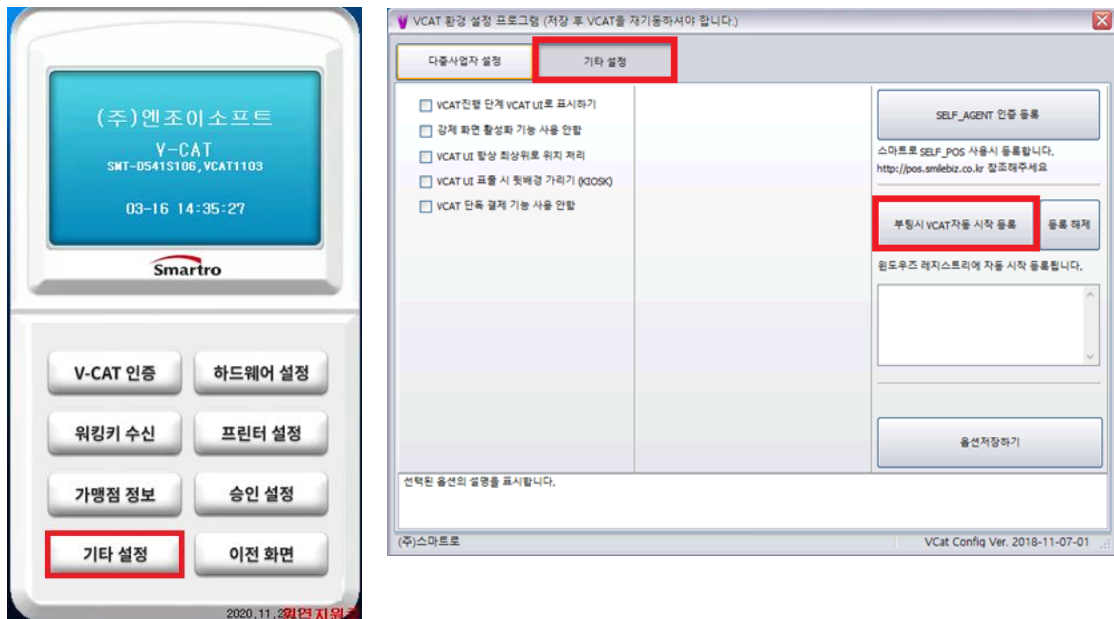 (주)엔조이소프트
V-CAT
SMT-D541S106,VCAT1103
03-16 14:35:27
Smartro
V-CAT 인증
하드웨어 설정
워킹키 수신
프린터 설정
가맹점 정보
승인 설정
기타 설정
이전 화면
2020.11.2
VCAT 환경 설정 프로그램 (저장 후 VCAT을 재기동하셔야 합니다.)
다중사업자 설정
기타 설정
VCAT진행 단계 VCAT UI로 표시하기
강제 화면 활성화 기능 사용 안함
VCAT UI 항상 최상위로 위치 처리
VCAT UI 표출 시 뒷배경 가리기 (KIOSK)
VCAT 단독 결제 기능 사용 안함
SELF_AGENT 인증 등록
스마트로 SELF_POS 사용시 등록합니다.
http://pos.smilebiz.co.kr 참조해주세요
부팅시 VCAT자동 시작 등록
등록 해제
윈도우즈 레지스트리에 자동 시작 등록됩니다.
옵션저장하기
선택된 옵션의 설명을 표시합니다.
(주)스마트로
VCat Config Ver. 2018-11-07-01